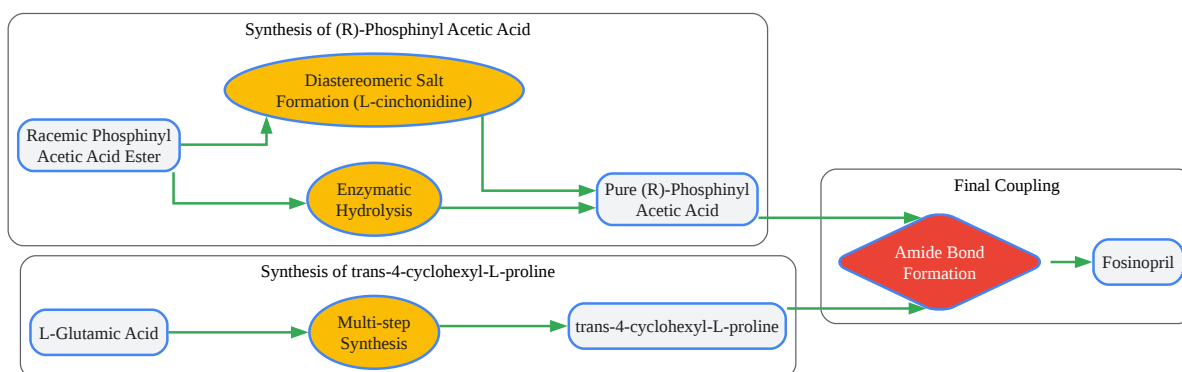 Synthesis of (R)-Phosphinyl Acetic Acid
Diastereomeric Salt
Formation (L-cinchonidine)
Racemic Phosphinyl
Acetic Acid Ester
Enzymatic
Hydrolysis
Pure (R)-Phosphinyl
Acetic Acid
Synthesis of trans-4-cyclohexyl-L-proline
L-Glutamic Acid
Multi-step
Synthesis
trans-4-cyclohexyl-L-proline
Final Coupling
Amide Bond
Formation
Fosinopril